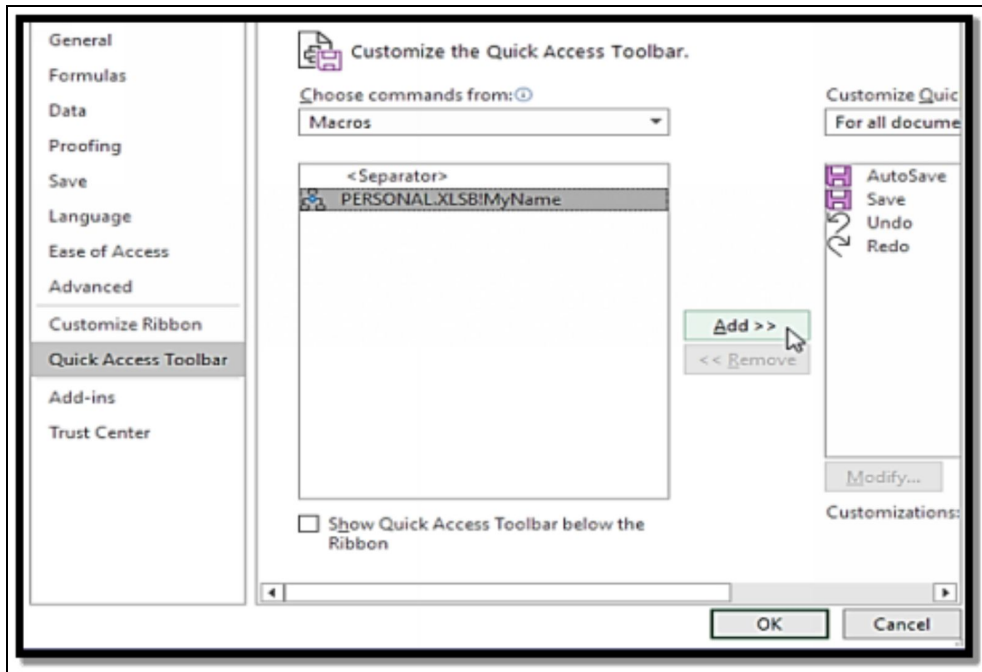 General
Formulas
Data
Proofing
Save
Language
Ease of Access
Advanced
Customize Ribbon
Quick Access Toolbar
Add-ins
Trust Center
Customize the Quick Access Toolbar.
Choose commands from:
Macros
<Separator>
PERSONAL.XLSB!MyName
Show Quick Access Toolbar below the
Ribbon
Add >>
<< Remove
Customize Quic
For all docume
AutoSave
Save
Undo
Redo
Modify...
Customizations:
OK
Cancel